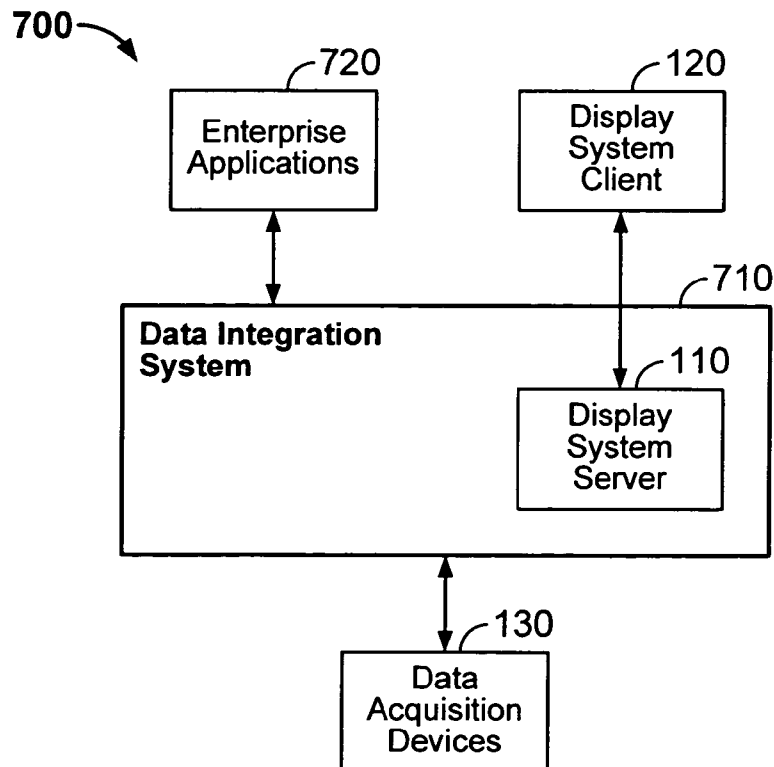 700
720
Enterprise
Applications
120
Display
System
Client
710
Data Integration
System
110
Display
System
Server
130
Data
Acquisition
Devices